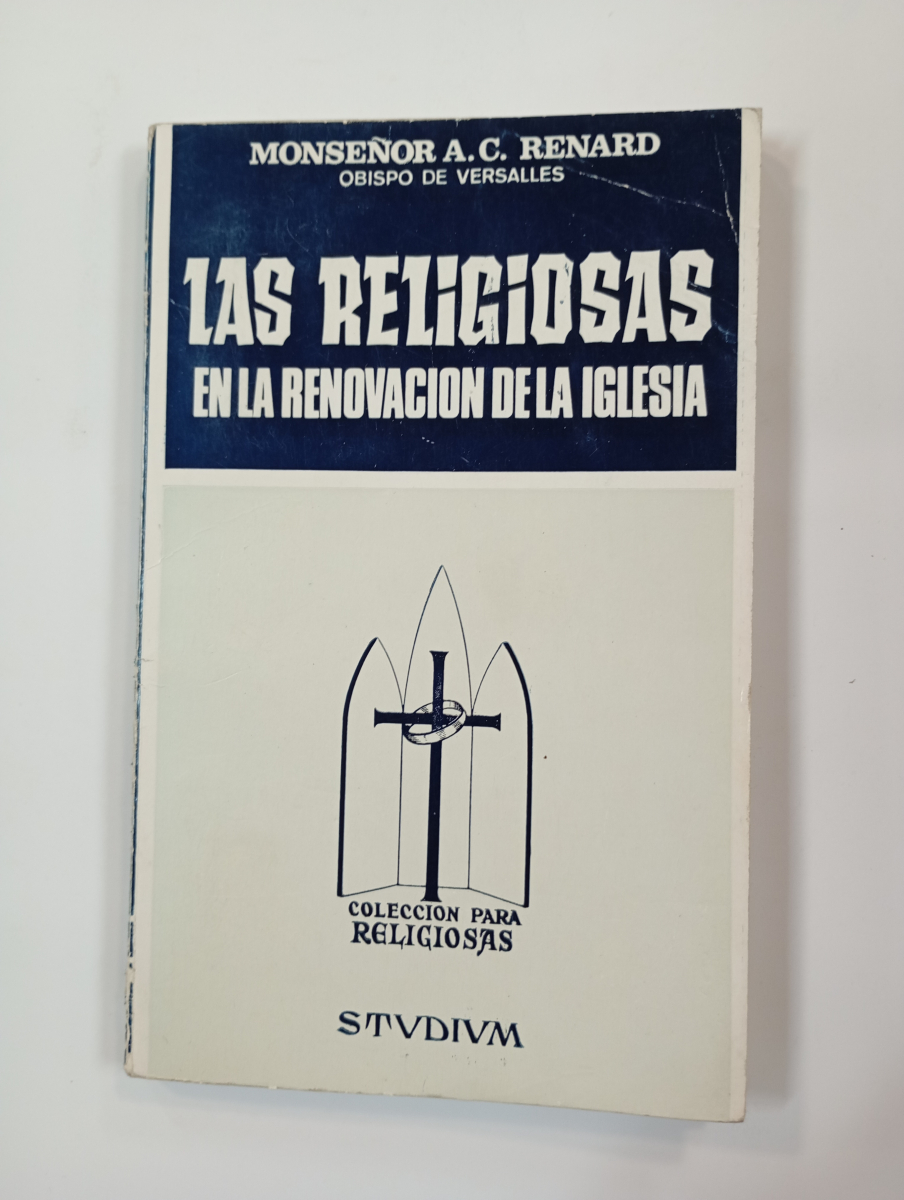 MONSEÑOR A. C. RENARD
OBISPO DE VERSALLES
LAS RELIGIOSAS
EN LA RENOVACION DE LA IGLESIA
COLECCION PARA
RELIGIOSAS
STVDIVM